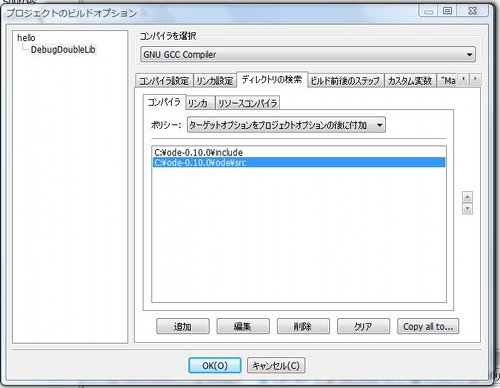 プロジェクトのビルドオプション
hello
DebugDoubleLib
コンパイラを選択
GNU GCC Compiler
コンパイラ設定 リンカ設定 ディレクトリの検索 ビルド前後のステップ カスタム変数 "Ma
コンパイラ リンカ リソースコンパイラ
ポリシー: ターゲットオプションをプロジェクトオプションの後に付加
C:¥ode-0.10.0¥include
C:¥ode-0.10.0¥ode¥src
追加 編集 削除 クリア Copy all to...
OK(O) キャンセル(C)